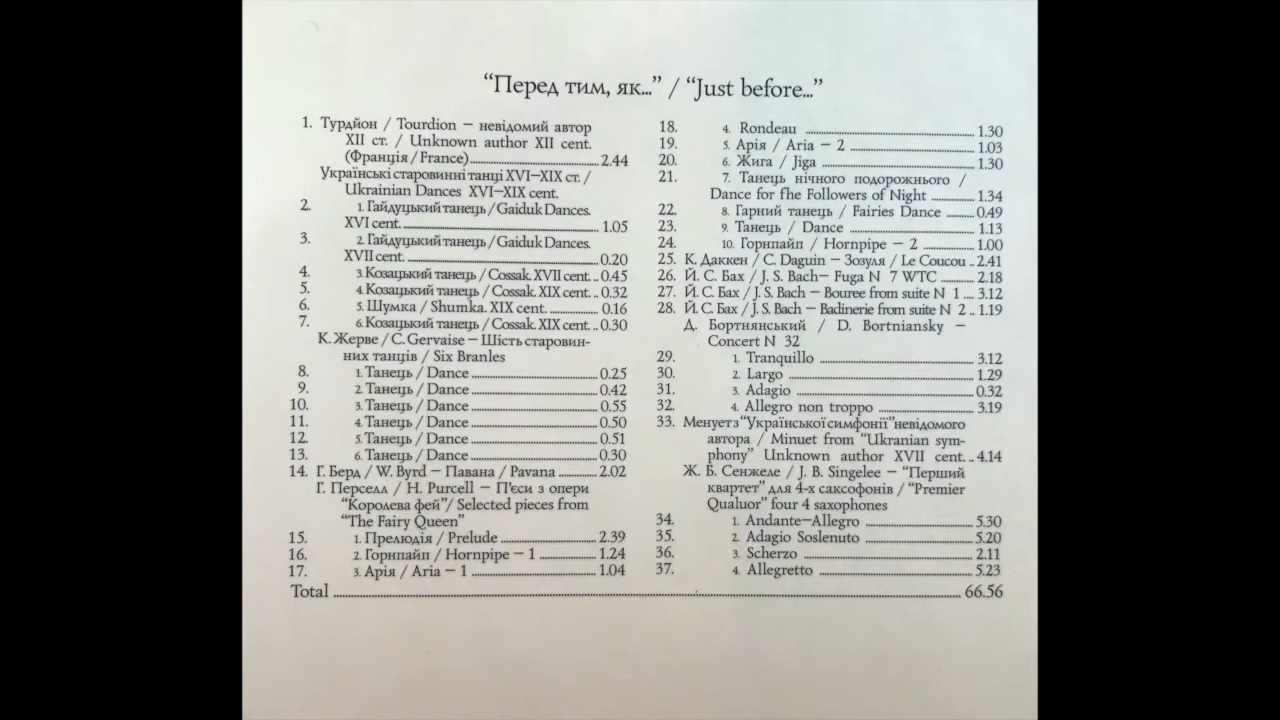 “Перед тим, як...” / “Just before...”
1. Турдйон / Tourdion – невідомий автор
XII ст. / Unknown author XII cent.
(Франція / France) 2.44
Українські старовинні танці XVI–XIX ст. /
Ukrainian Dances XVI–XIX cent.
2. 1. Гайдуцький танець / Gaiduk Dances.
XVI cent. 1.05
3. 2. Гайдуцький танець / Gaiduk Dances.
XVII cent. 0.20
4. 3. Козацький танець / Cossak. XVII cent. 0.45
5. 4. Козацький танець / Cossak. XIX cent. 0.32
6. 5. Шумка / Shumka. XIX cent. 0.16
7. 6. Козацький танець / Cossak. XIX cent. 0.30
К. Жерве / C. Gervaise – Шість старовин-
них танців / Six Branles
8. 1. Танець / Dance 0.25
9. 2. Танець / Dance 0.42
10. 3. Танець / Dance 0.55
11. 4. Танець / Dance 0.50
12. 5. Танець / Dance 0.51
13. 6. Танець / Dance 0.30
14. Г. Берд / W. Byrd – Павана / Pavana 2.02
Г. Перселл / H. Purcell – П'єси з опери
“Королева фей”/ Selected pieces from
“The Fairy Queen”
15. 1. Прелюдія / Prelude 2.39
16. 2. Горнпайп / Hornpipe – 1 1.24
17. 3. Арія / Aria – 1 1.04
18. 4. Rondeau 1.30
19. 5. Арія / Aria – 2 1.03
20. 6. Жига / Jiga 1.30
21. 7. Танець нічного подорожнього /
Dance for fhe Followers of Night 1.34
22. 8. Гарний танець / Fairies Dance 0.49
23. 9. Танець / Dance 1.13
24. 10. Горнпайп / Hornpipe – 2 1.00
25. К. Даккен / C. Daguin – Зозуля / Le Coucou 2.41
26. Й. С. Бах / J. S. Bach– Fuga N 7 WTC 2.18
27. Й. С. Бах / J. S. Bach – Bouree from suite N 1 3.12
28. Й. С. Бах / J. S. Bach – Badinerie from suite N 2 1.19
Д. Бортнянський / D. Bortniansky –
Concert N 32
29. 1. Tranquillo 3.12
30. 2. Largo 1.29
31. 3. Adagio 0.32
32. 4. Allegro non troppo 3.19
33. Менует з “Української симфонії” невідомого
автора / Minuet from “Ukranian sym-
phony” Unknown author XVII cent. 4.14
Ж. Б. Сенжеле / J. B. Singelee – “Перший
квартет” для 4-х саксофонів / “Premier
Qualuor” four 4 saxophones
34. 1. Andante–Allegro 5.30
35. 2. Adagio Soslenuto 5.20
36. 3. Scherzo 2.11
37. 4. Allegretto 5.23
Total 66.56